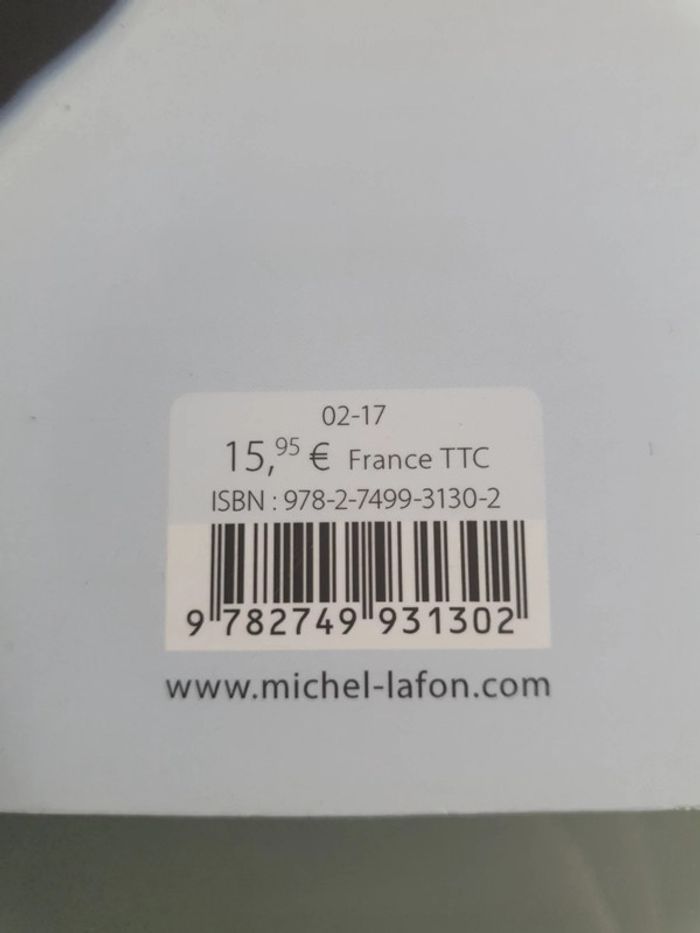 02-17
15,95 € France TTC
ISBN : 978-2-7499-3130-2
9 782749 931302
www.michel-lafon.com